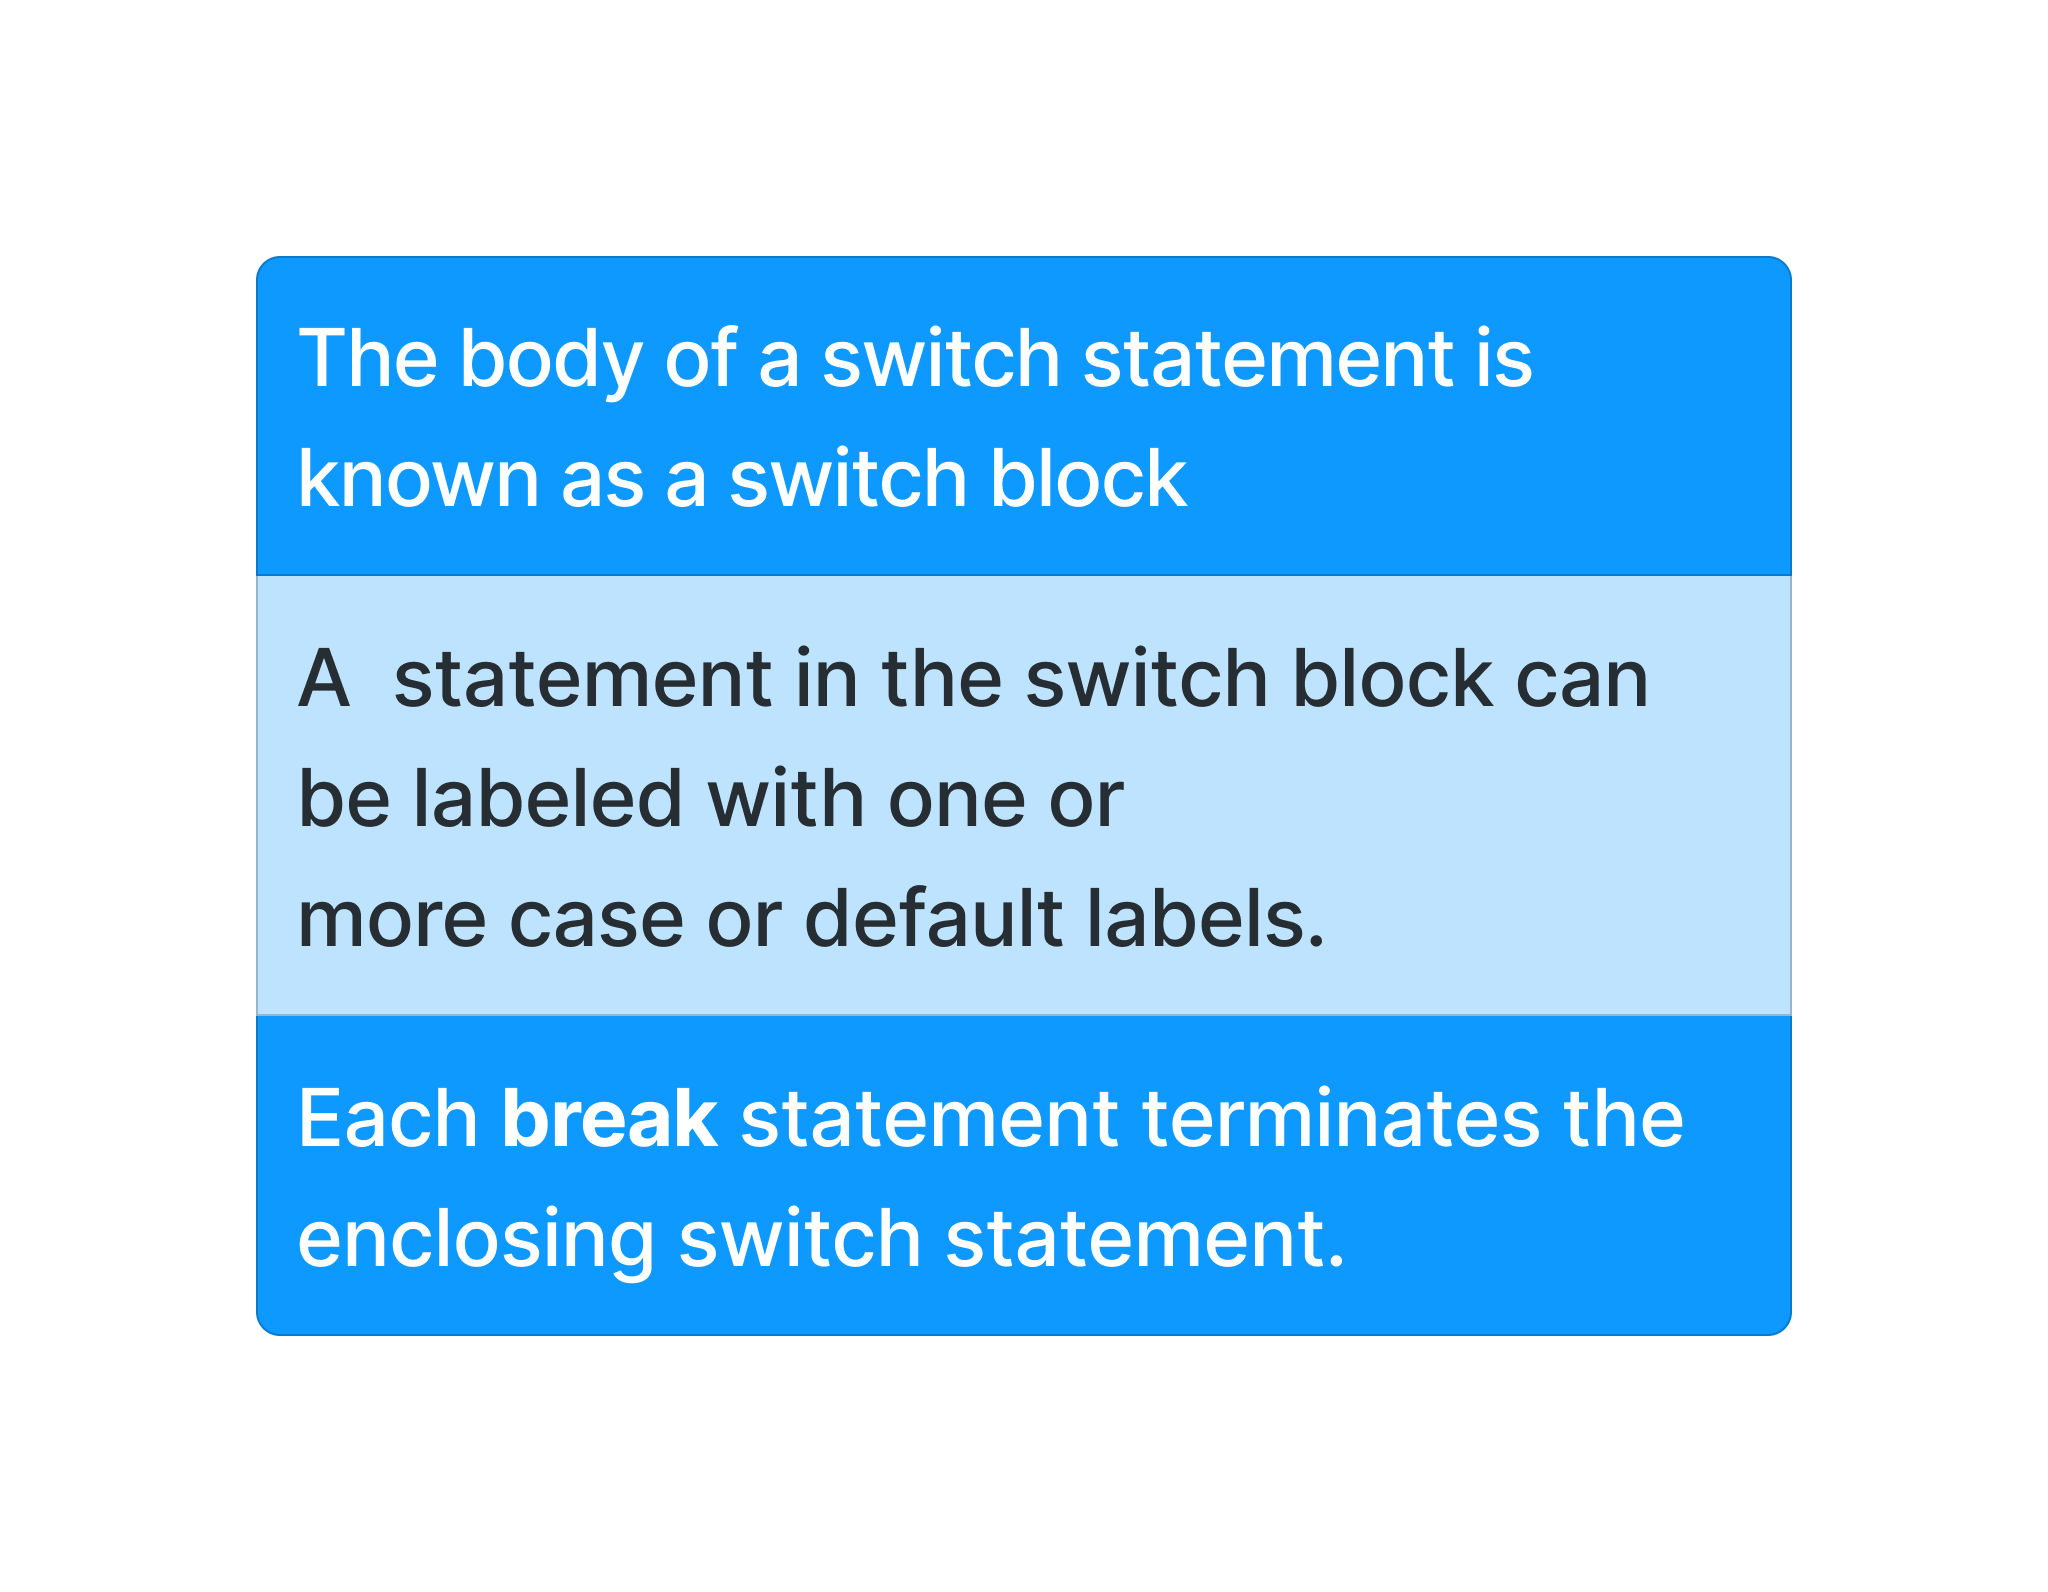 The body of a switch statement is
known as a switch block
A  statement in the switch block can
be labeled with one or
more case or default labels.
Each break statement terminates the
enclosing switch statement.